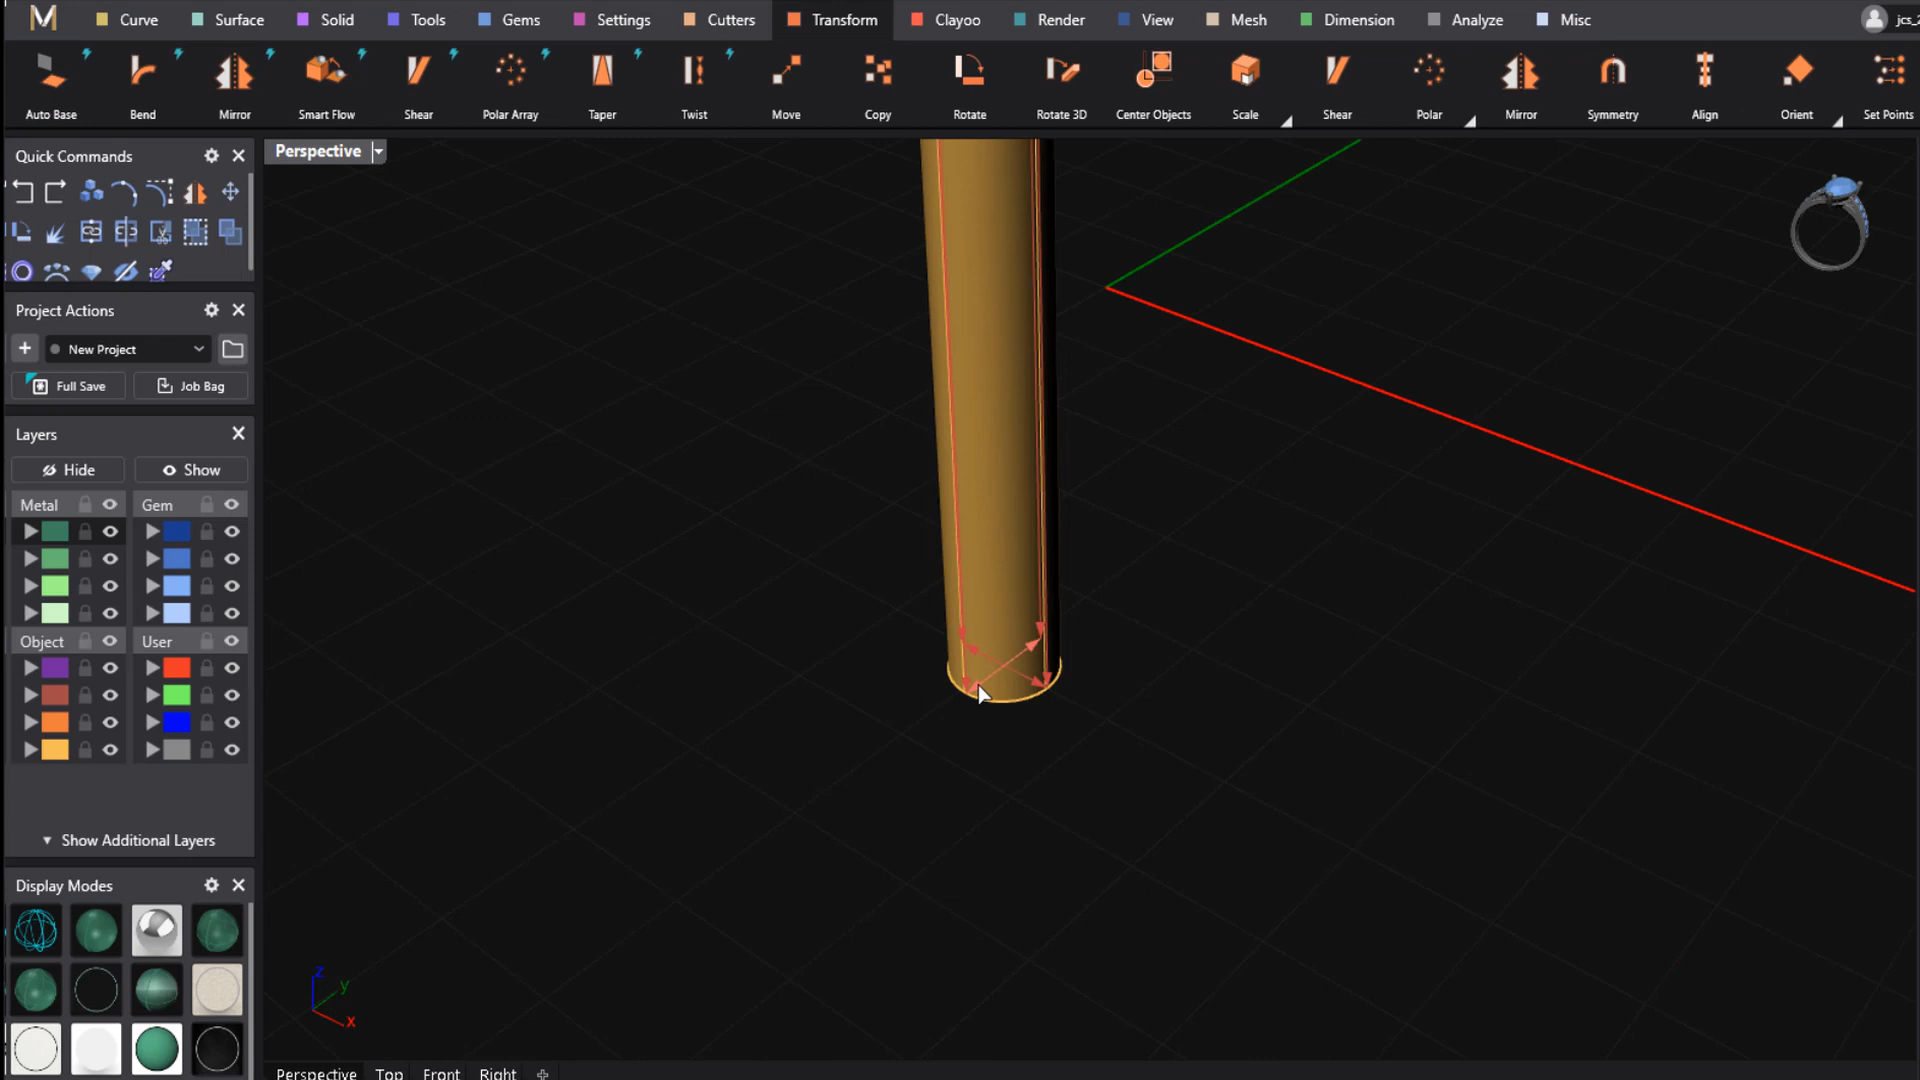 Curve Surface Solid Tools Gems Settings Cutters Transform Clayoo Render View Mesh Dimension Analyze Misc jcs_2
Auto Base Bend Mirror Smart Flow Shear Polar Array Taper Twist Move Copy Rotate Rotate 3D Center Objects Scale Shear Polar Mirror Symmetry Align Orient Set Points
Quick Commands
Perspective
Project Actions
New Project
Full Save Job Bag
Layers
Hide Show
Metal Gem
Object User
Show Additional Layers
Display Modes
z
y
x
Perspective Top Front Right